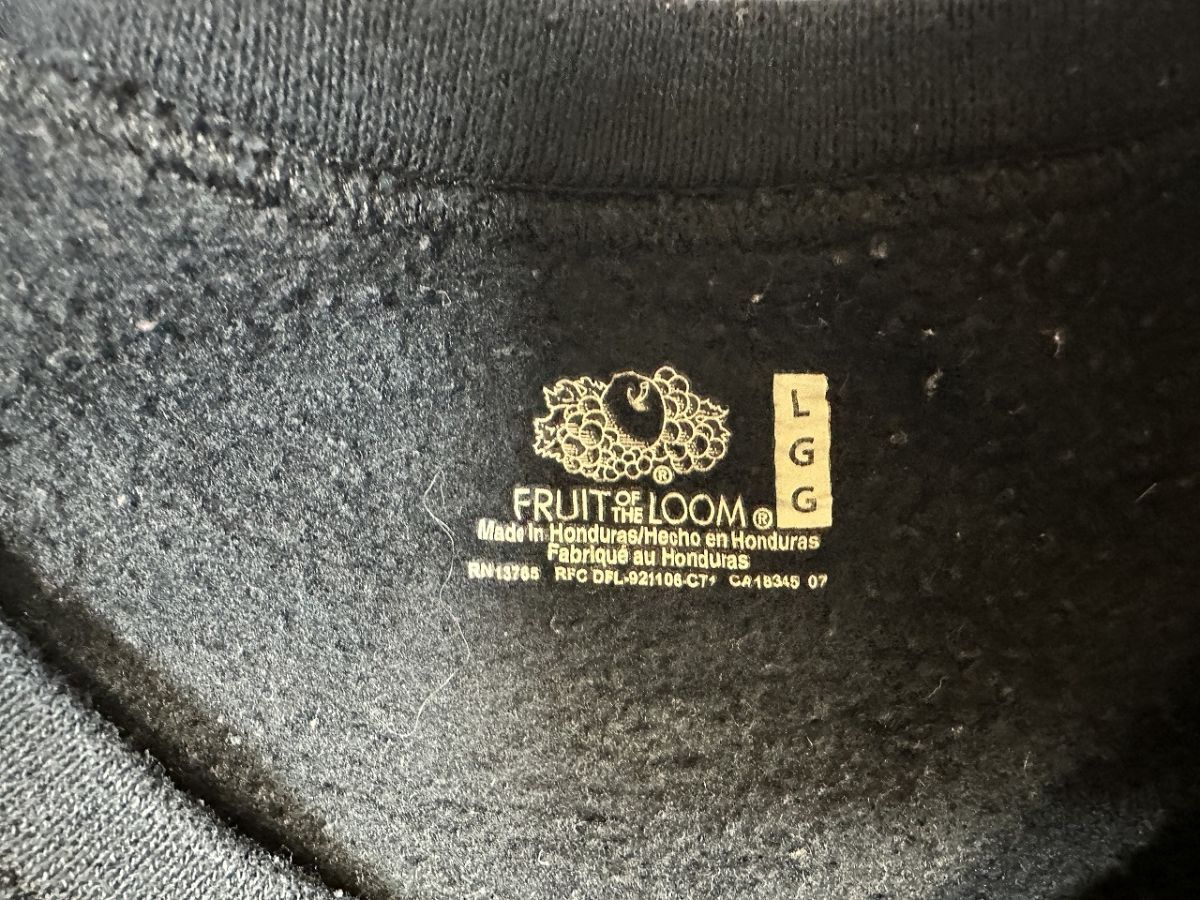 L
G
G
®
FRUIT OF THE LOOM ®
Made in Honduras/Hecho en Honduras
Fabriqué au Honduras
RN13765 RFC DFL-921106-CT1 CA18345 07